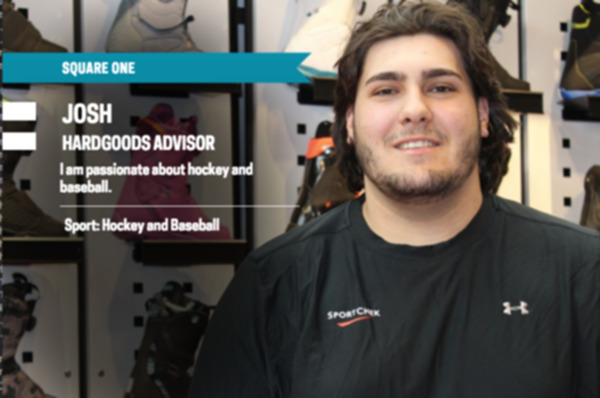 SQUARE ONE
JOSH
HARDGOODS ADVISOR
I am passionate about hockey and
baseball.
Sport: Hockey and Baseball
SPORTCHEK